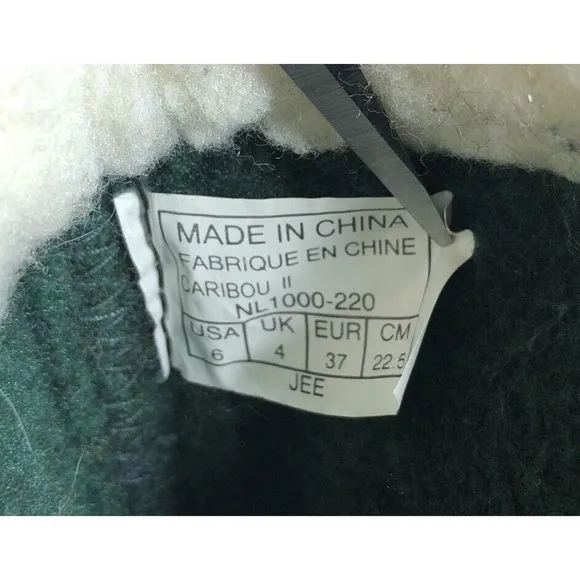 MADE IN CHINA
FABRIQUE EN CHINE
CARIBOU II
NL1000-220
USA UK EUR CM
6 4 37 22.5
JEE